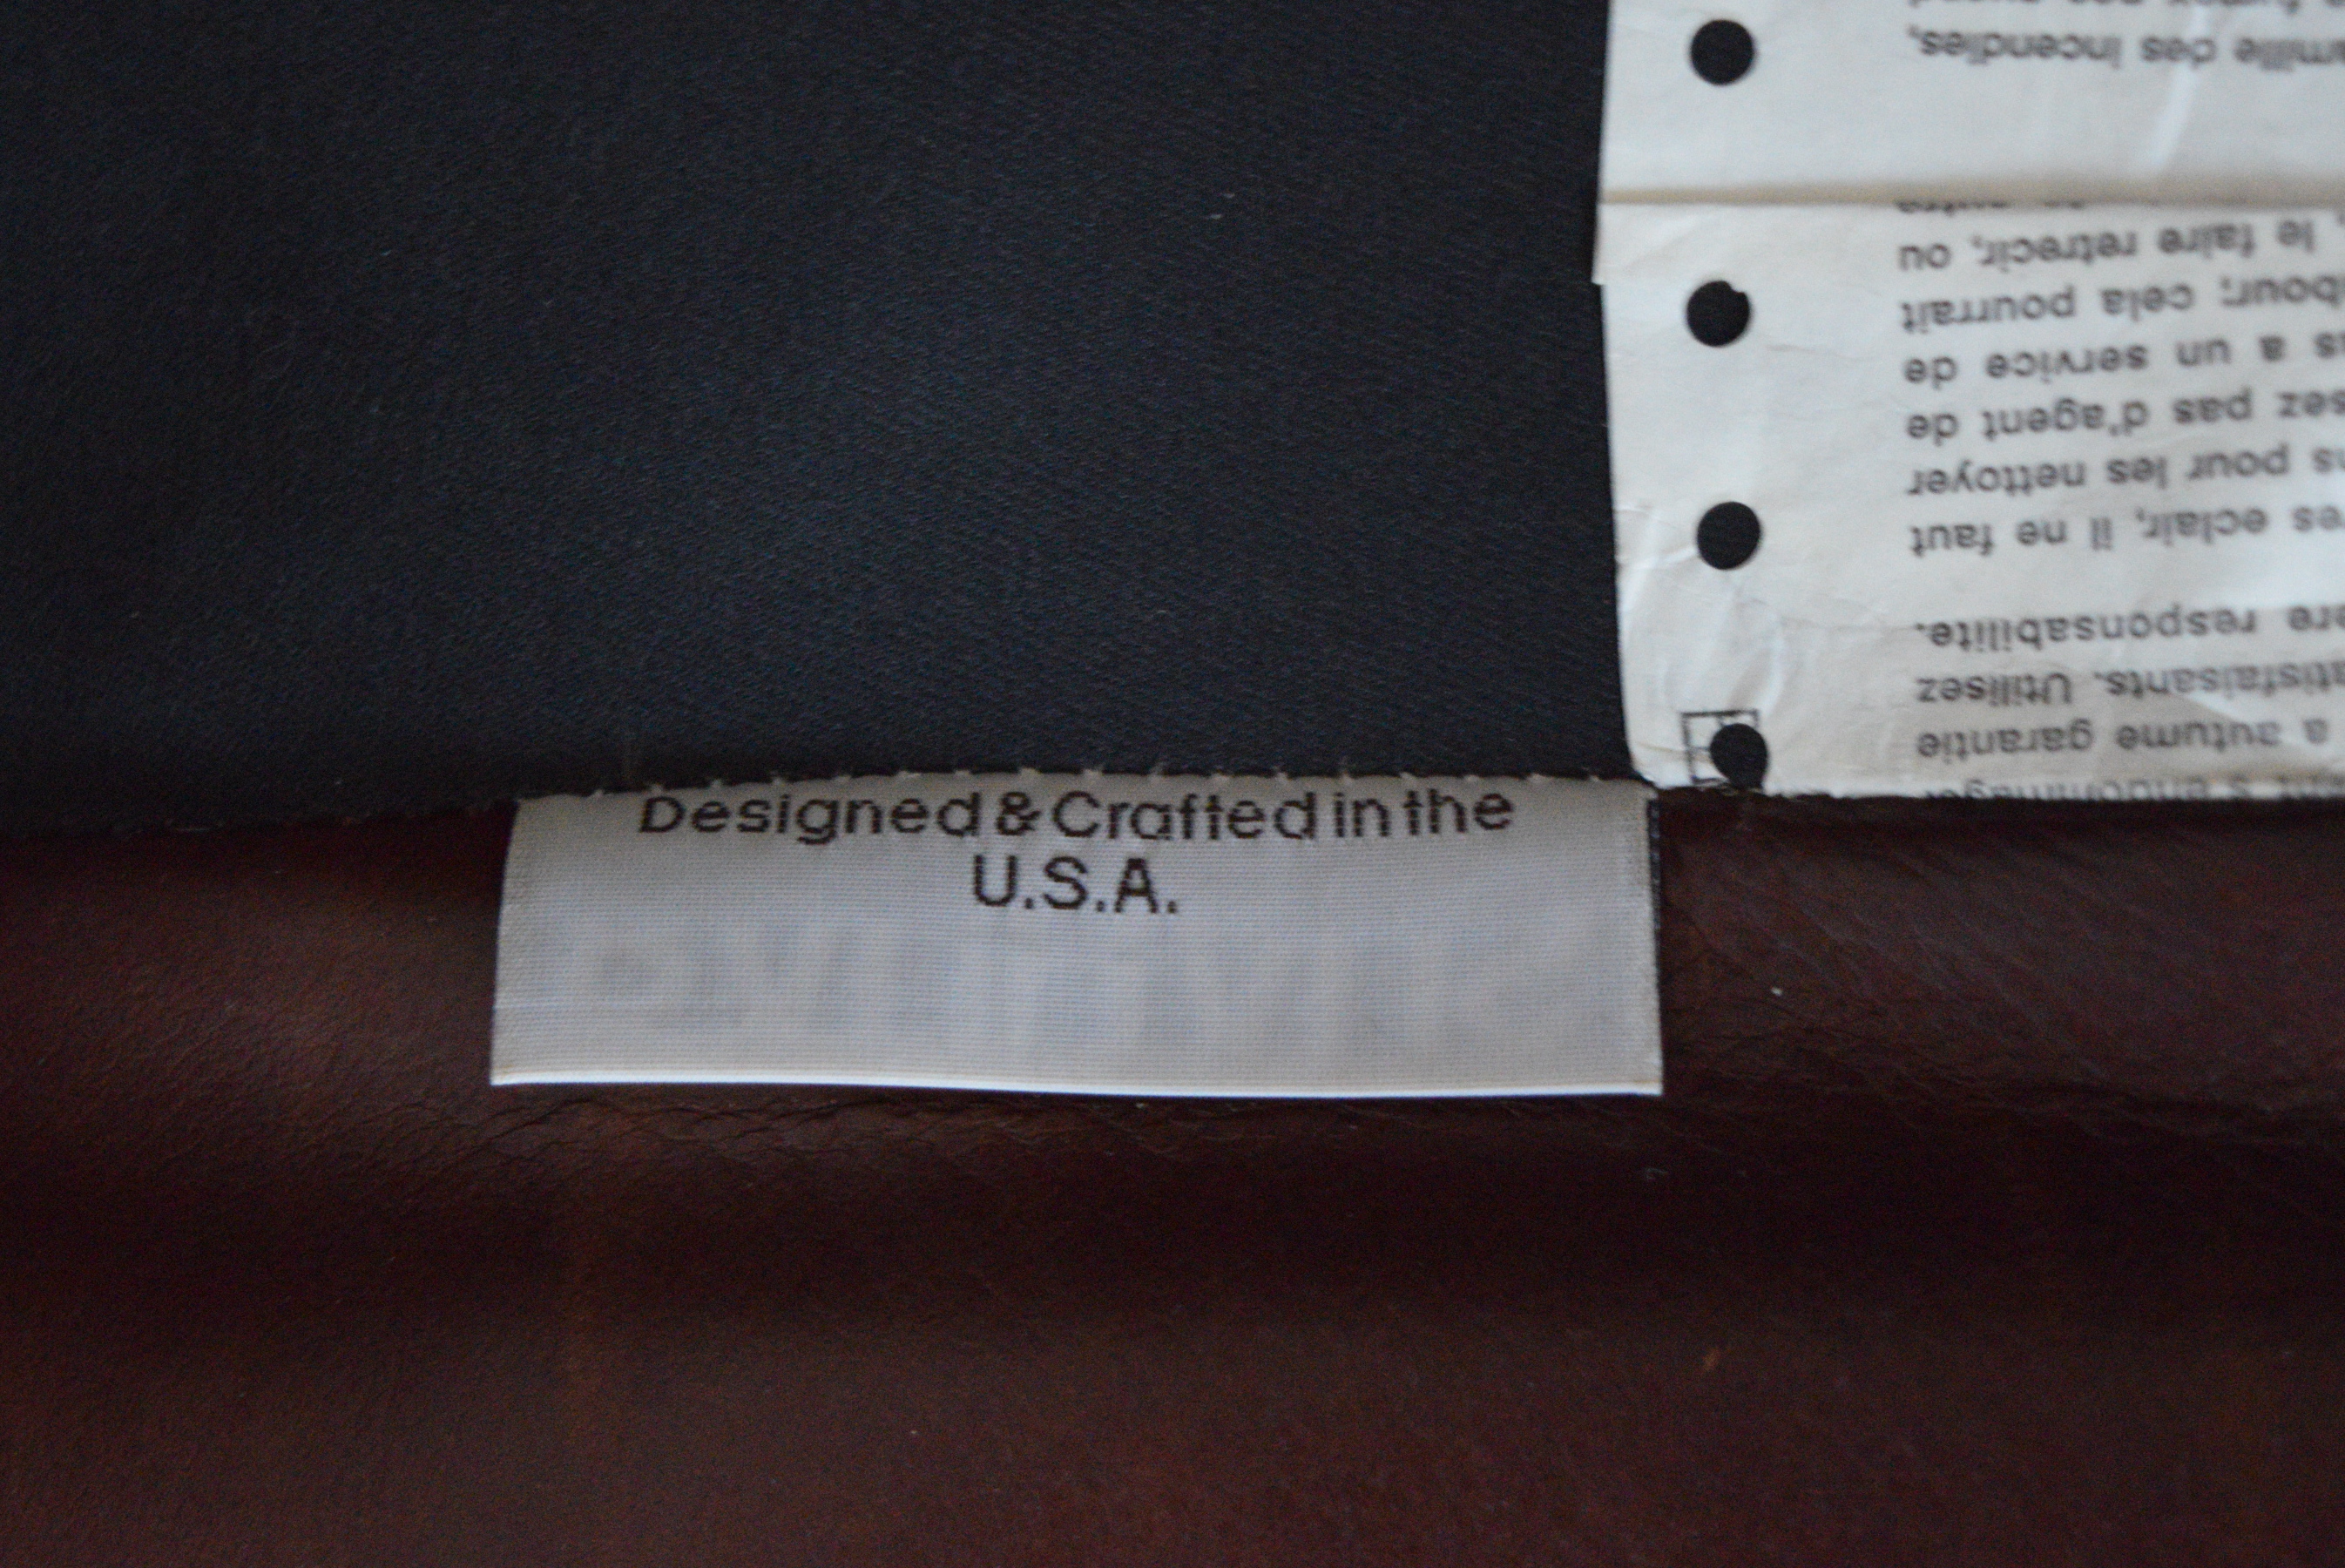 Designed & Crafted in the
U.S.A.
s'endommager
a autume garantie
Utilisez
responsabilite.
eclair, il ne faut
pour les nettoyer
pas d'agent de
a un service de
cela pourrait
le faire retrecir, ou
des incendies,